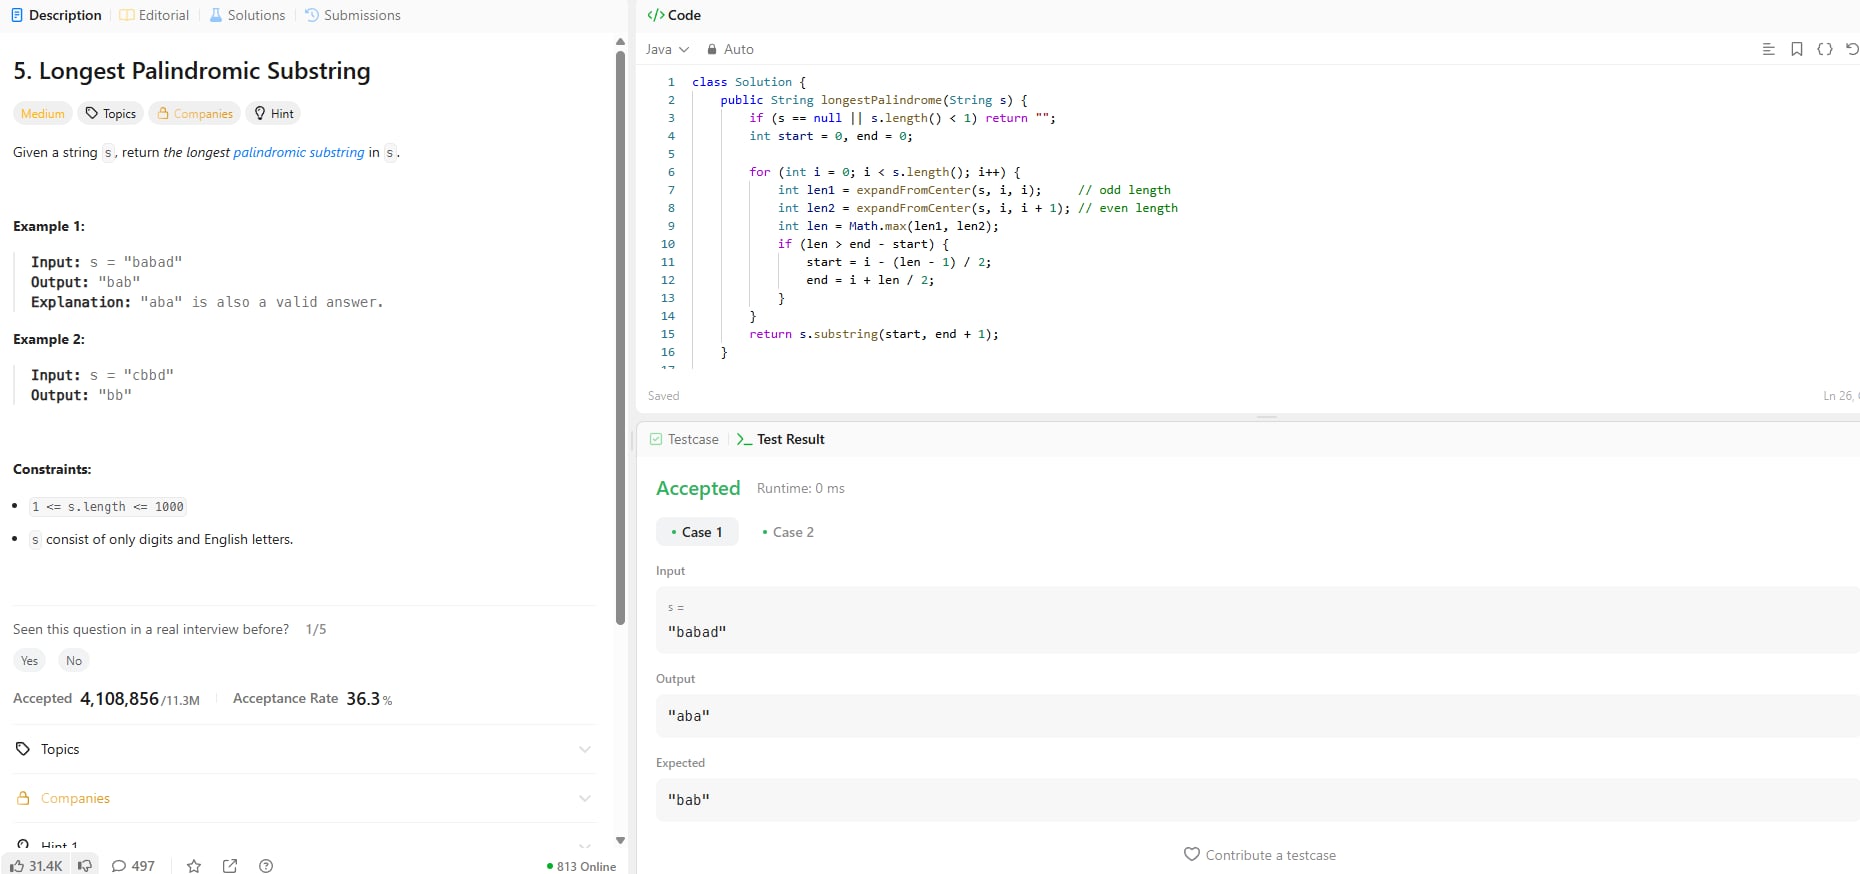 Description
Editorial
Solutions
Submissions
5. Longest Palindromic Substring
Medium
Topics
Companies
Hint
Given a string s, return the longest palindromic substring in s.
Example 1:
Input: s = "babad"
Output: "bab"
Explanation: "aba" is also a valid answer.
Example 2:
Input: s = "cbbd"
Output: "bb"
Constraints:
• 1 <= s.length <= 1000
• s consist of only digits and English letters.
Seen this question in a real interview before? 1/5
Yes No
Accepted 4,108,856/11.3M Acceptance Rate 36.3%
Topics
Companies
Hint 1
31.4K 497 813 Online
</> Code
Java Auto
1 class Solution {
2     public String longestPalindrome(String s) {
3         if (s == null || s.length() < 1) return "";
4         int start = 0, end = 0;
5
6         for (int i = 0; i < s.length(); i++) {
7             int len1 = expandFromCenter(s, i, i);     // odd length
8             int len2 = expandFromCenter(s, i, i + 1); // even length
9             int len = Math.max(len1, len2);
10             if (len > end - start) {
11                 start = i - (len - 1) / 2;
12                 end = i + len / 2;
13             }
14         }
15         return s.substring(start, end + 1);
16     }
17
Saved Ln 26,
Testcase
>_ Test Result
Accepted Runtime: 0 ms
• Case 1 • Case 2
Input
s =
"babad"
Output
"aba"
Expected
"bab"
Contribute a testcase